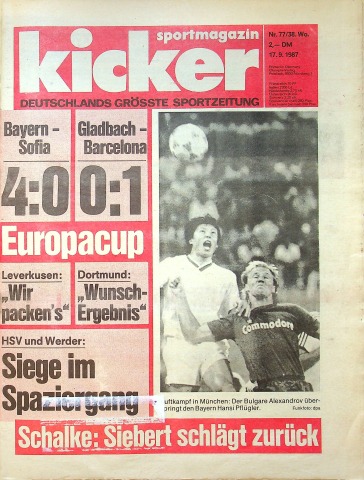 sportmagazin
kicker
DEUTSCHLANDS GRÖSSTE SPORTZEITUNG
Nr. 77/38. Wo.
2,— DM
17. 9. 1987
Bayern –
Sofia
4:0
Gladbach –
Barcelona
0:1
Europacup
Leverkusen:
„Wir
packen's“
Dortmund:
„Wunsch-
Ergebnis“
HSV und Werder:
Siege im
Spaziergang
Commodore
Luftkampf in München: Der Bulgare Alexandrov über-
springt den Bayern Hansi Pflügler.
Funkfoto: dpa
Schalke: Siebert schlägt zurück